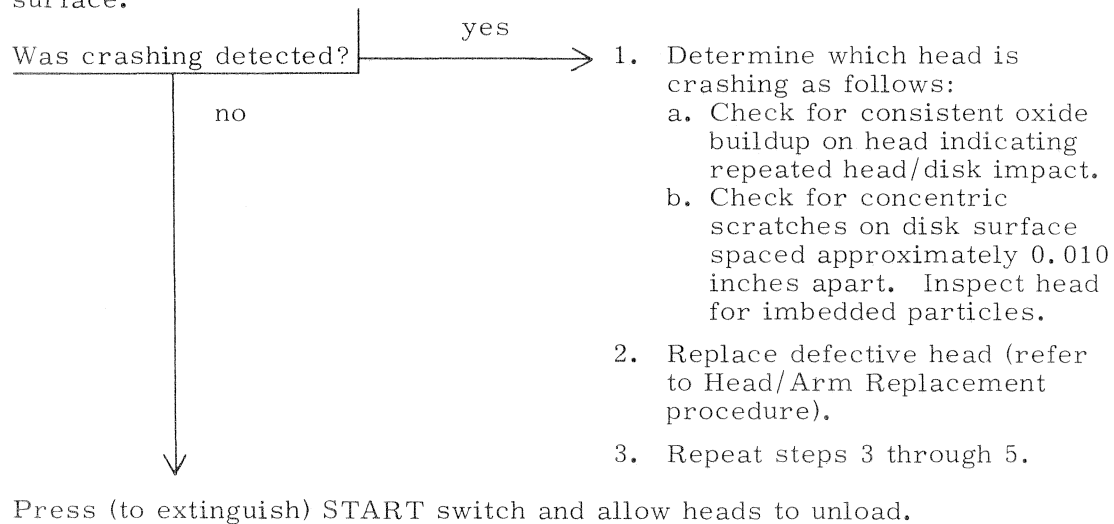 surface.
yes
Was crashing detected?
no
1. Determine which head is
crashing as follows:
a. Check for consistent oxide
buildup on head indicating
repeated head/disk impact.
b. Check for concentric
scratches on disk surface
spaced approximately 0.010
inches apart. Inspect head
for imbedded particles.
2. Replace defective head (refer
to Head/Arm Replacement
procedure).
3. Repeat steps 3 through 5.
Press (to extinguish) START switch and allow heads to unload.